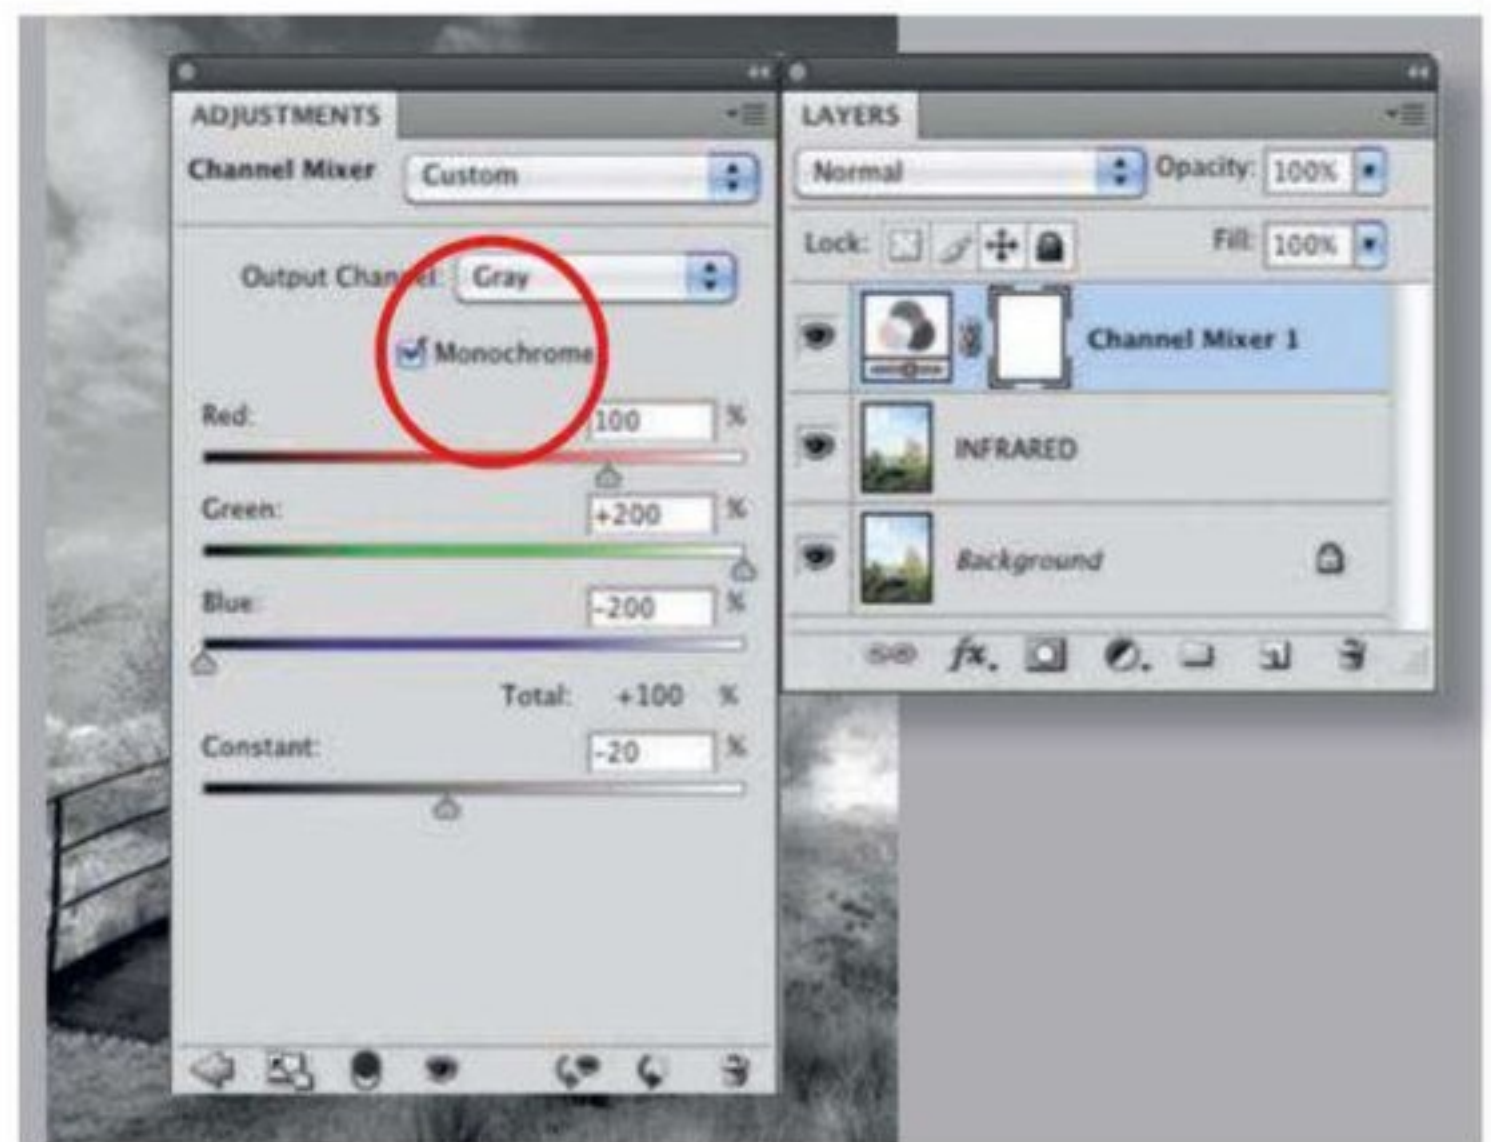 ADJUSTMENTS
Channel Mixer Custom
Output Channel: Gray
Monochrome
Red: 100 %
Green: +200 %
Blue: -200 %
Total: +100 %
Constant: -20 %
LAYERS
Normal Opacity: 100%
Lock: Fill: 100%
Channel Mixer 1
INFRARED
Background
fx.